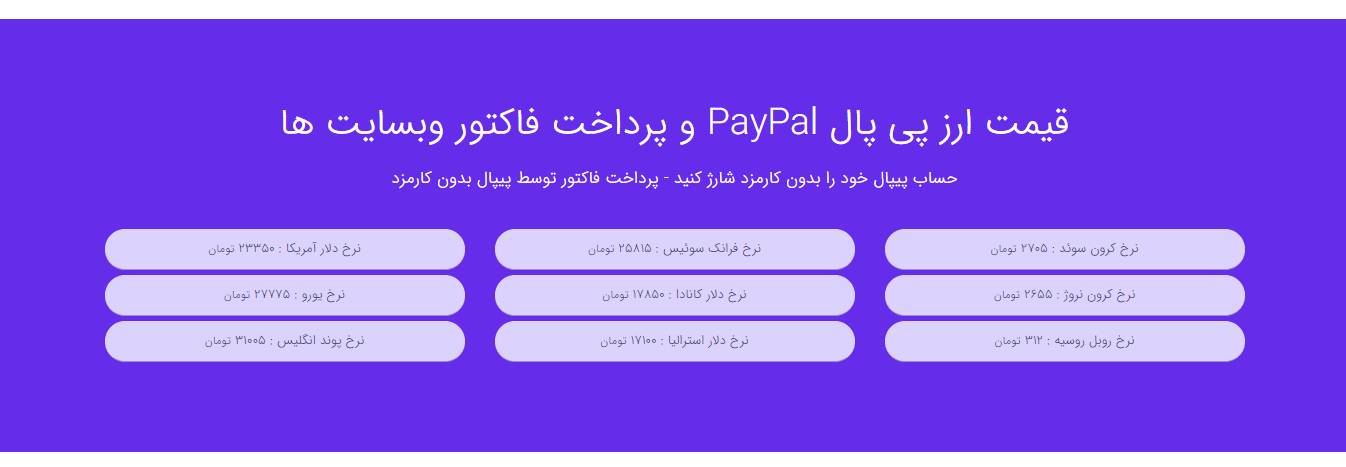 قیمت ارز پی پال PayPal و پرداخت فاکتور وبسایت ها
حساب پیپال خود را بدون کارمزد شارژ کنید - پرداخت فاکتور توسط پیپال بدون کارمزد
نرخ کرون سوئد : ۲۷۰۵ تومان
نرخ فرانک سوئیس : ۲۵۸۱۵ تومان
نرخ دلار آمریکا : ۲۳۳۵۰ تومان
نرخ کرون نروژ : ۲۶۵۵ تومان
نرخ دلار کانادا : ۱۷۸۵۰ تومان
نرخ یورو : ۲۷۷۷۵ تومان
نرخ روبل روسیه : ۳۱۲ تومان
نرخ دلار استرالیا : ۱۷۱۰۰ تومان
نرخ پوند انگلیس : ۳۱۰۰۵ تومان